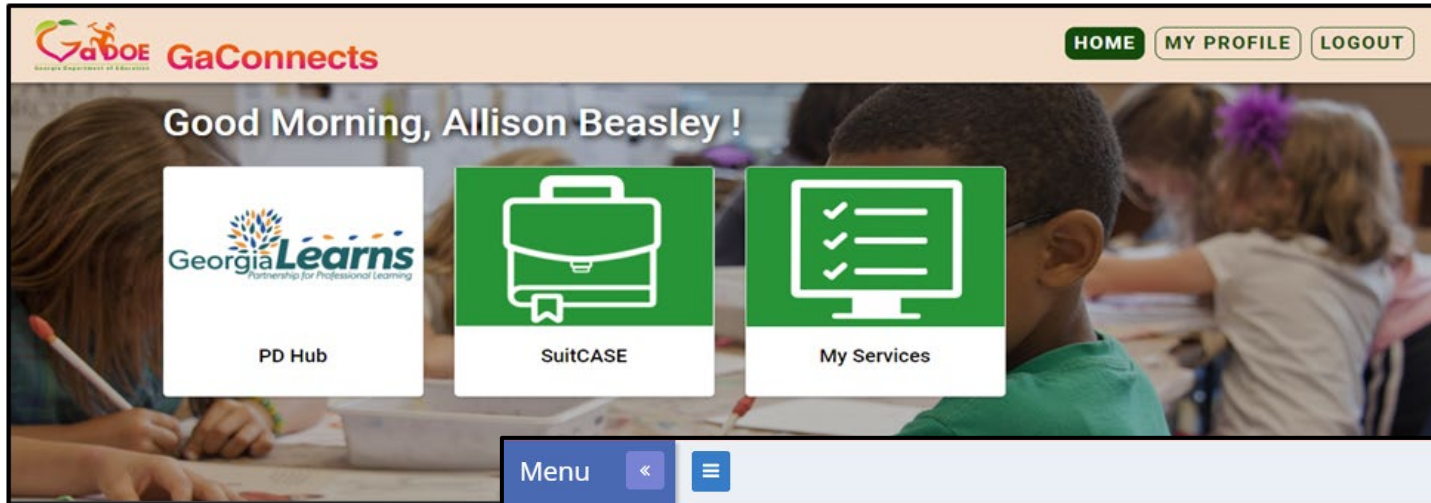 GaDOE
Georgia Department of Education
GaConnects
HOME
MY PROFILE
LOGOUT
Good Morning, Allison Beasley !
GeorgiaLearns
Partnership for Professional Learning
PD Hub
SuitCASE
My Services
Menu «